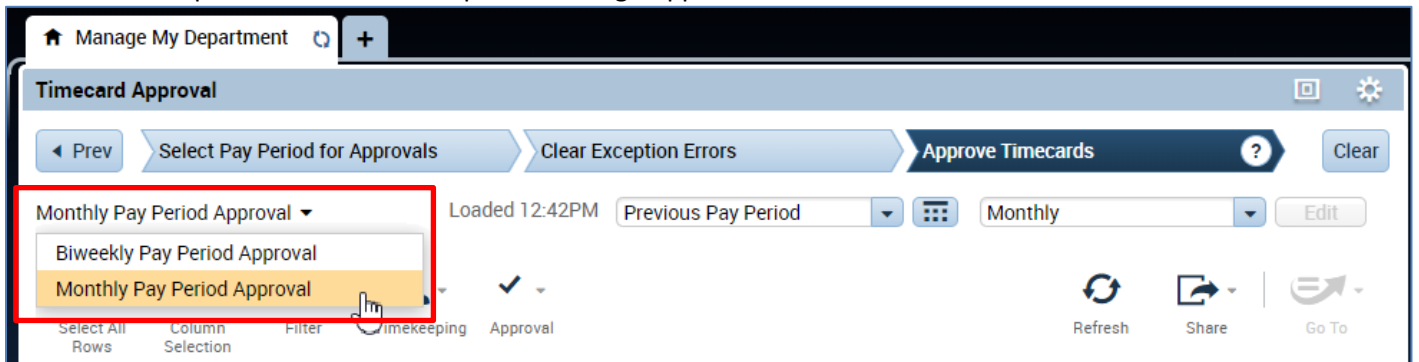 Manage My Department +
Timecard Approval
Prev Select Pay Period for Approvals Clear Exception Errors Approve Timecards ? Clear
Monthly Pay Period Approval Loaded 12:42PM Previous Pay Period Monthly Edit
Biweekly Pay Period Approval
Monthly Pay Period Approval
Select All Rows
Column Selection
Filter
imekeeping
Approval
Refresh
Share
Go To